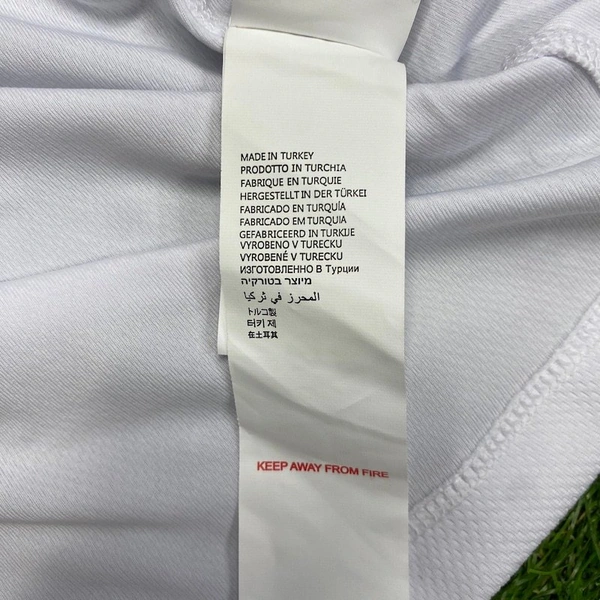 MADE IN TURKEY
PRODOTTO IN TURCHIA
FABRIQUE EN TURQUIE
HERGESTELLT IN DER TÜRKEI
FABRICADO EN TURQUÍA
FABRICADO EM TURQUIA
GEFABRICEERD IN TURKIJE
VYROBENO V TURECKU
VYROBENÉ V TURECKU
ИЗГОТОВЛЕННО В Турции
מיוצר בטורקיה
المحرز في تركيا
トルコ製
터키 제
在土耳其
KEEP AWAY FROM FIRE